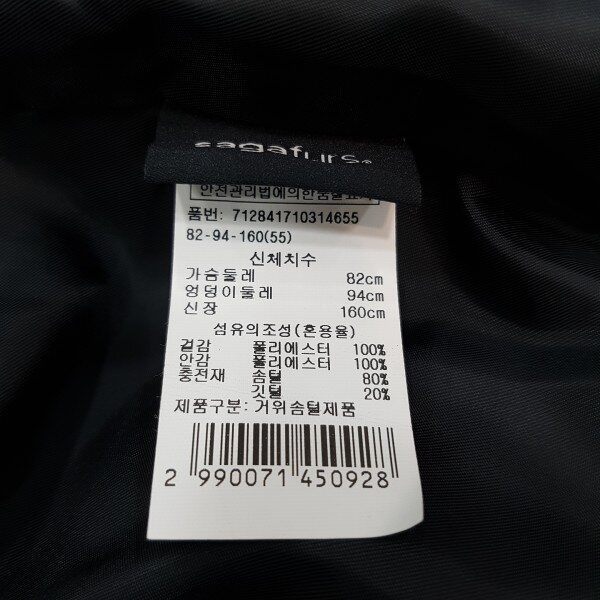 sagafurs®
안전관리법에의한품질표시
품번: 712841710314655
82-94-160(55)
신체치수
가슴둘레 82cm
엉덩이둘레 94cm
신장 160cm
섬유의조성(혼용율)
겉감 폴리에스터 100%
안감 폴리에스터 100%
충전재 솜털 80%
깃털 20%
제품구분: 거위솜털제품
2 990071 450928